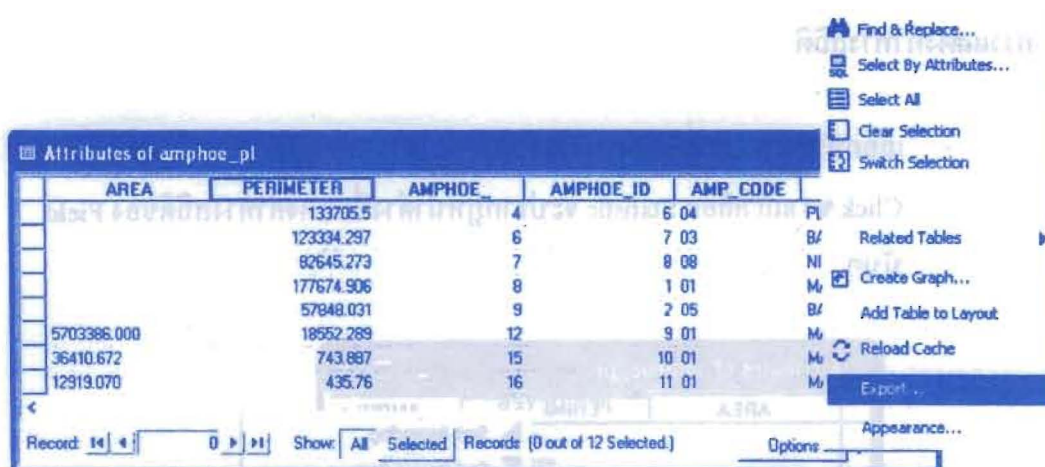 Find & Replace...
Select By Attributes...
Select All
Clear Selection
Switch Selection
Related Tables
Create Graph...
Add Table to Layout
Reload Cache
Export...
Appearance...
Attributes of amphoe_pl
AREA PERIMETER AMPHOE_ AMPHOE_ID AMP_CODE
133705.5 4 6 04
123334.297 6 7 03
82645.273 7 8 08 NI
177674.906 8 1 01
57848.031 9 2 05
5703386.000 18552.289 12 9 01
36410.672 743.887 15 10 01
12919.070 435.76 16 11 01
Record: 0 Show: All Selected Records (0 out of 12 Selected.) Options